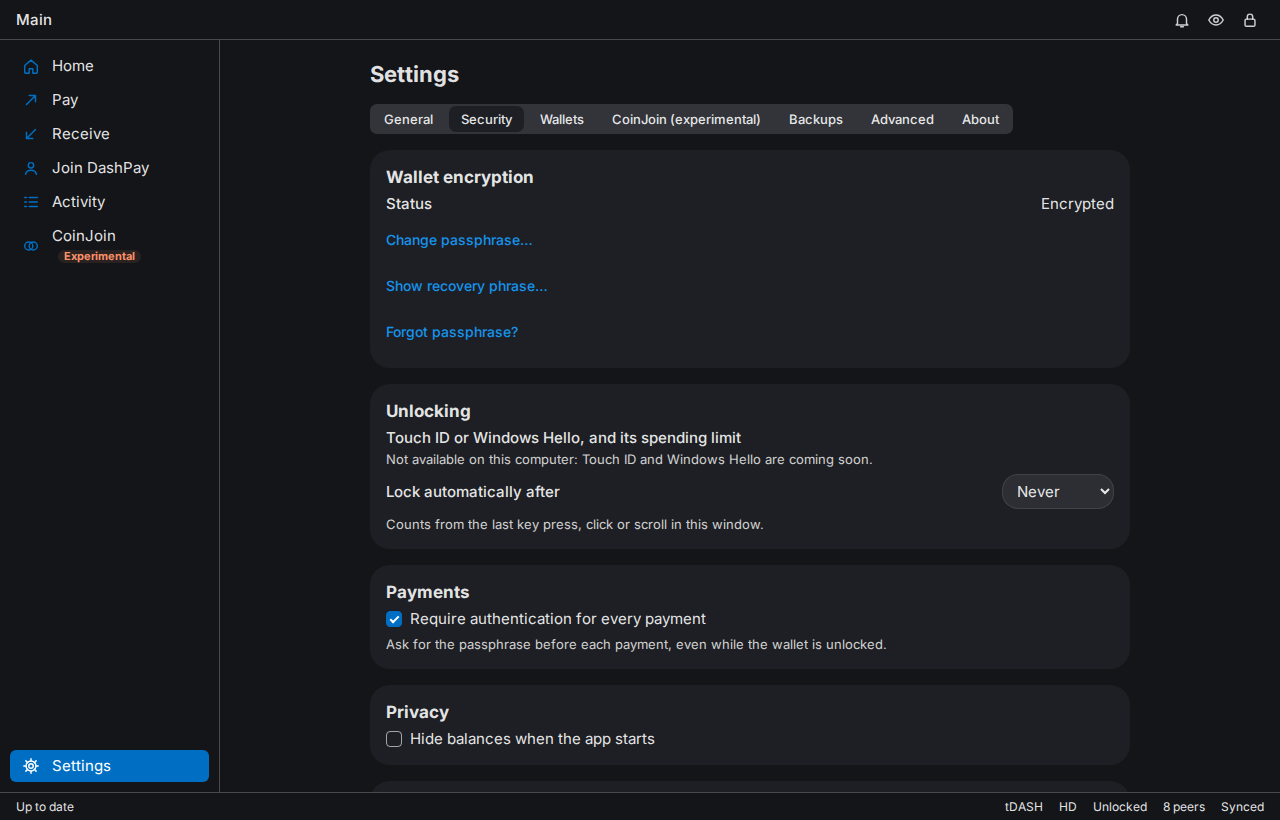 Main
Home
Pay
Receive
Join DashPay
Activity
CoinJoin
Experimental
Settings
Settings
General Security Wallets CoinJoin (experimental) Backups Advanced About
Wallet encryption
Status Encrypted
Change passphrase...
Show recovery phrase...
Forgot passphrase?
Unlocking
Touch ID or Windows Hello, and its spending limit
Not available on this computer: Touch ID and Windows Hello are coming soon.
Lock automatically after Never
Counts from the last key press, click or scroll in this window.
Payments
Require authentication for every payment
Ask for the passphrase before each payment, even while the wallet is unlocked.
Privacy
Hide balances when the app starts
Up to date tDASH HD Unlocked 8 peers Synced